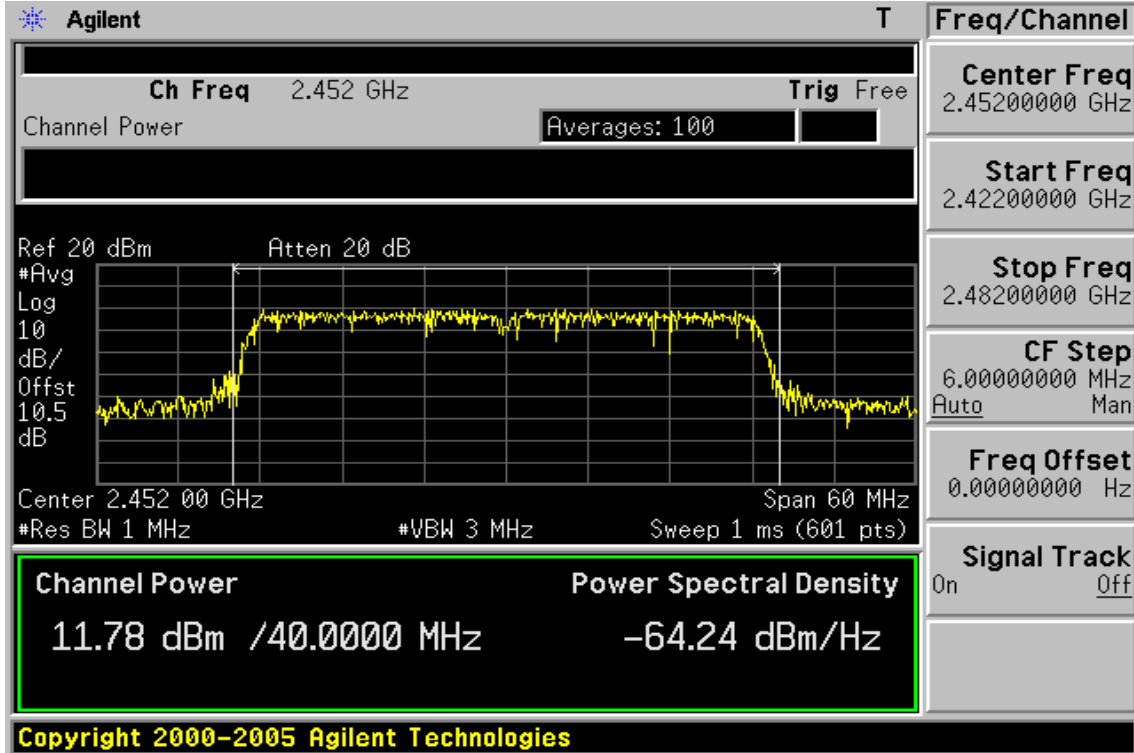 Agilent T
Ch Freq 2.452 GHz Trig Free
Channel Power Averages: 100
Ref 20 dBm Atten 20 dB
#Avg
Log
10
dB/
Offst
10.5
dB
Center 2.452 00 GHz Span 60 MHz
#Res BW 1 MHz #VBW 3 MHz Sweep 1 ms (601 pts)
Channel Power Power Spectral Density
11.78 dBm /40.0000 MHz -64.24 dBm/Hz
Copyright 2000-2005 Agilent Technologies
Freq/Channel
Center Freq
2.45200000 GHz
Start Freq
2.42200000 GHz
Stop Freq
2.48200000 GHz
CF Step
6.00000000 MHz
Auto Man
Freq Offset
0.00000000 Hz
Signal Track
On Off